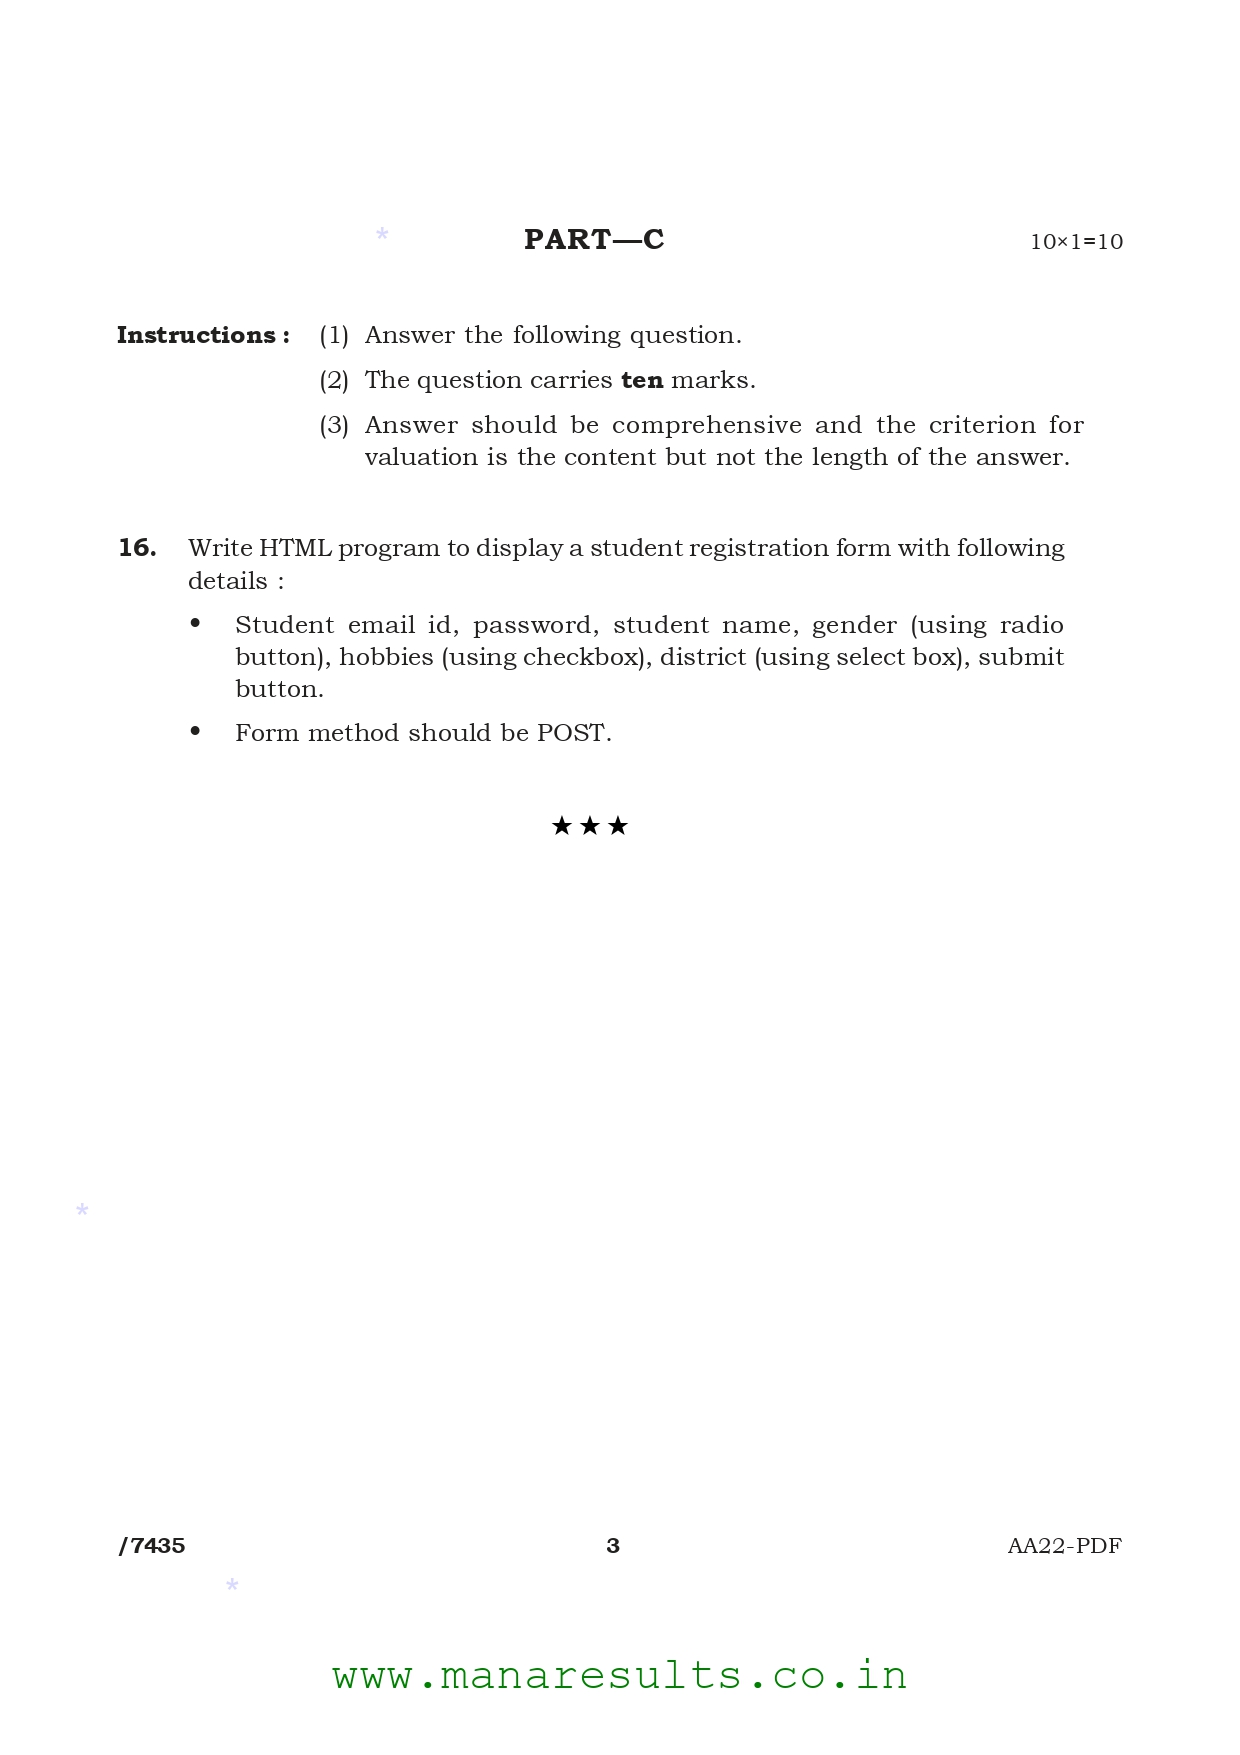 * PART—C 10×1=10
Instructions : (1) Answer the following question.
(2) The question carries ten marks.
(3) Answer should be comprehensive and the criterion for
valuation is the content but not the length of the answer.
16. Write HTML program to display a student registration form with following
details :
• Student email id, password, student name, gender (using radio
button), hobbies (using checkbox), district (using select box), submit
button.
• Form method should be POST.
★ ★ ★
*
/7435 3 AA22-PDF
*
www.manaresults.co.in